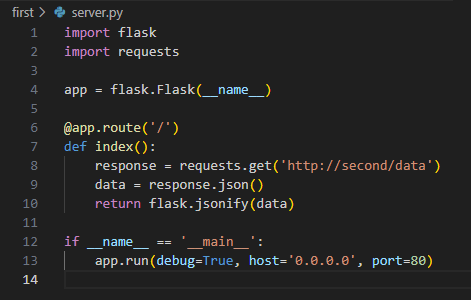 first > server.py
1 import flask
2 import requests
3
4 app = flask.Flask(__name__)
5
6 @app.route('/')
7 def index():
8     response = requests.get('http://second/data')
9     data = response.json()
10     return flask.jsonify(data)
11
12 if __name__ == '__main__':
13     app.run(debug=True, host='0.0.0.0', port=80)
14